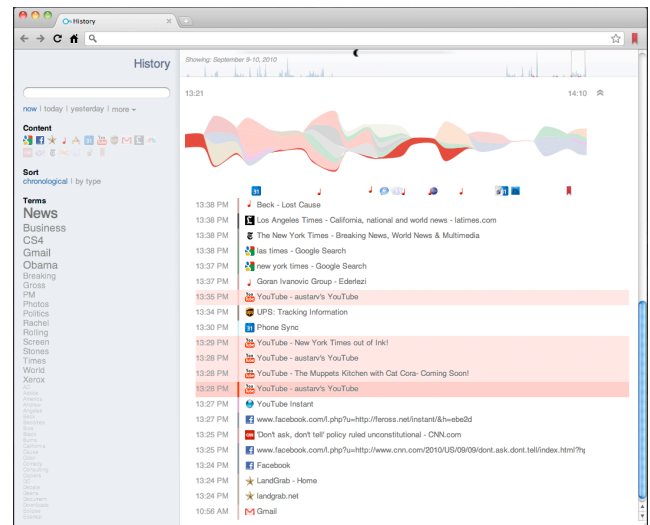 History
History
Showing: September 9-10, 2010
13:21
14:10
now | today | yesterday | more
Content
Sort
chronological | by type
Terms
News
Business
CS4
Gmail
Obama
Breaking
Gross
PM
Photos
Politics
Rachel
Rolling
Screen
Stones
Times
World
Xerox
13:38 PM Beck - Lost Cause
13:38 PM Los Angeles Times - California, national and world news - latimes.com
13:38 PM The New York Times - Breaking News, World News & Multimedia
13:38 PM las times - Google Search
13:37 PM new york times - Google Search
13:37 PM Goran Ivanovic Group - Ederlezi
13:35 PM YouTube - austarv's YouTube
13:34 PM UPS: Tracking Information
13:30 PM Phone Sync
13:29 PM YouTube - New York Times out of Ink!
13:28 PM YouTube - austarv's YouTube
13:28 PM YouTube - The Muppets Kitchen with Cat Cora- Coming Soon!
13:28 PM YouTube - austarv's YouTube
13:27 PM YouTube Instant
13:27 PM www.facebook.com/l.php?u=http://feross.net/instant/&h=ebe2d
13:25 PM 'Don't ask, don't tell' policy ruled unconstitutional - CNN.com
13:25 PM www.facebook.com/l.php?u=http://www.cnn.com/2010/US/09/09/dont.ask.dont.tell/index.html?h
13:24 PM Facebook
13:24 PM LandGrab - Home
13:24 PM landgrab.net
10:56 AM Gmail